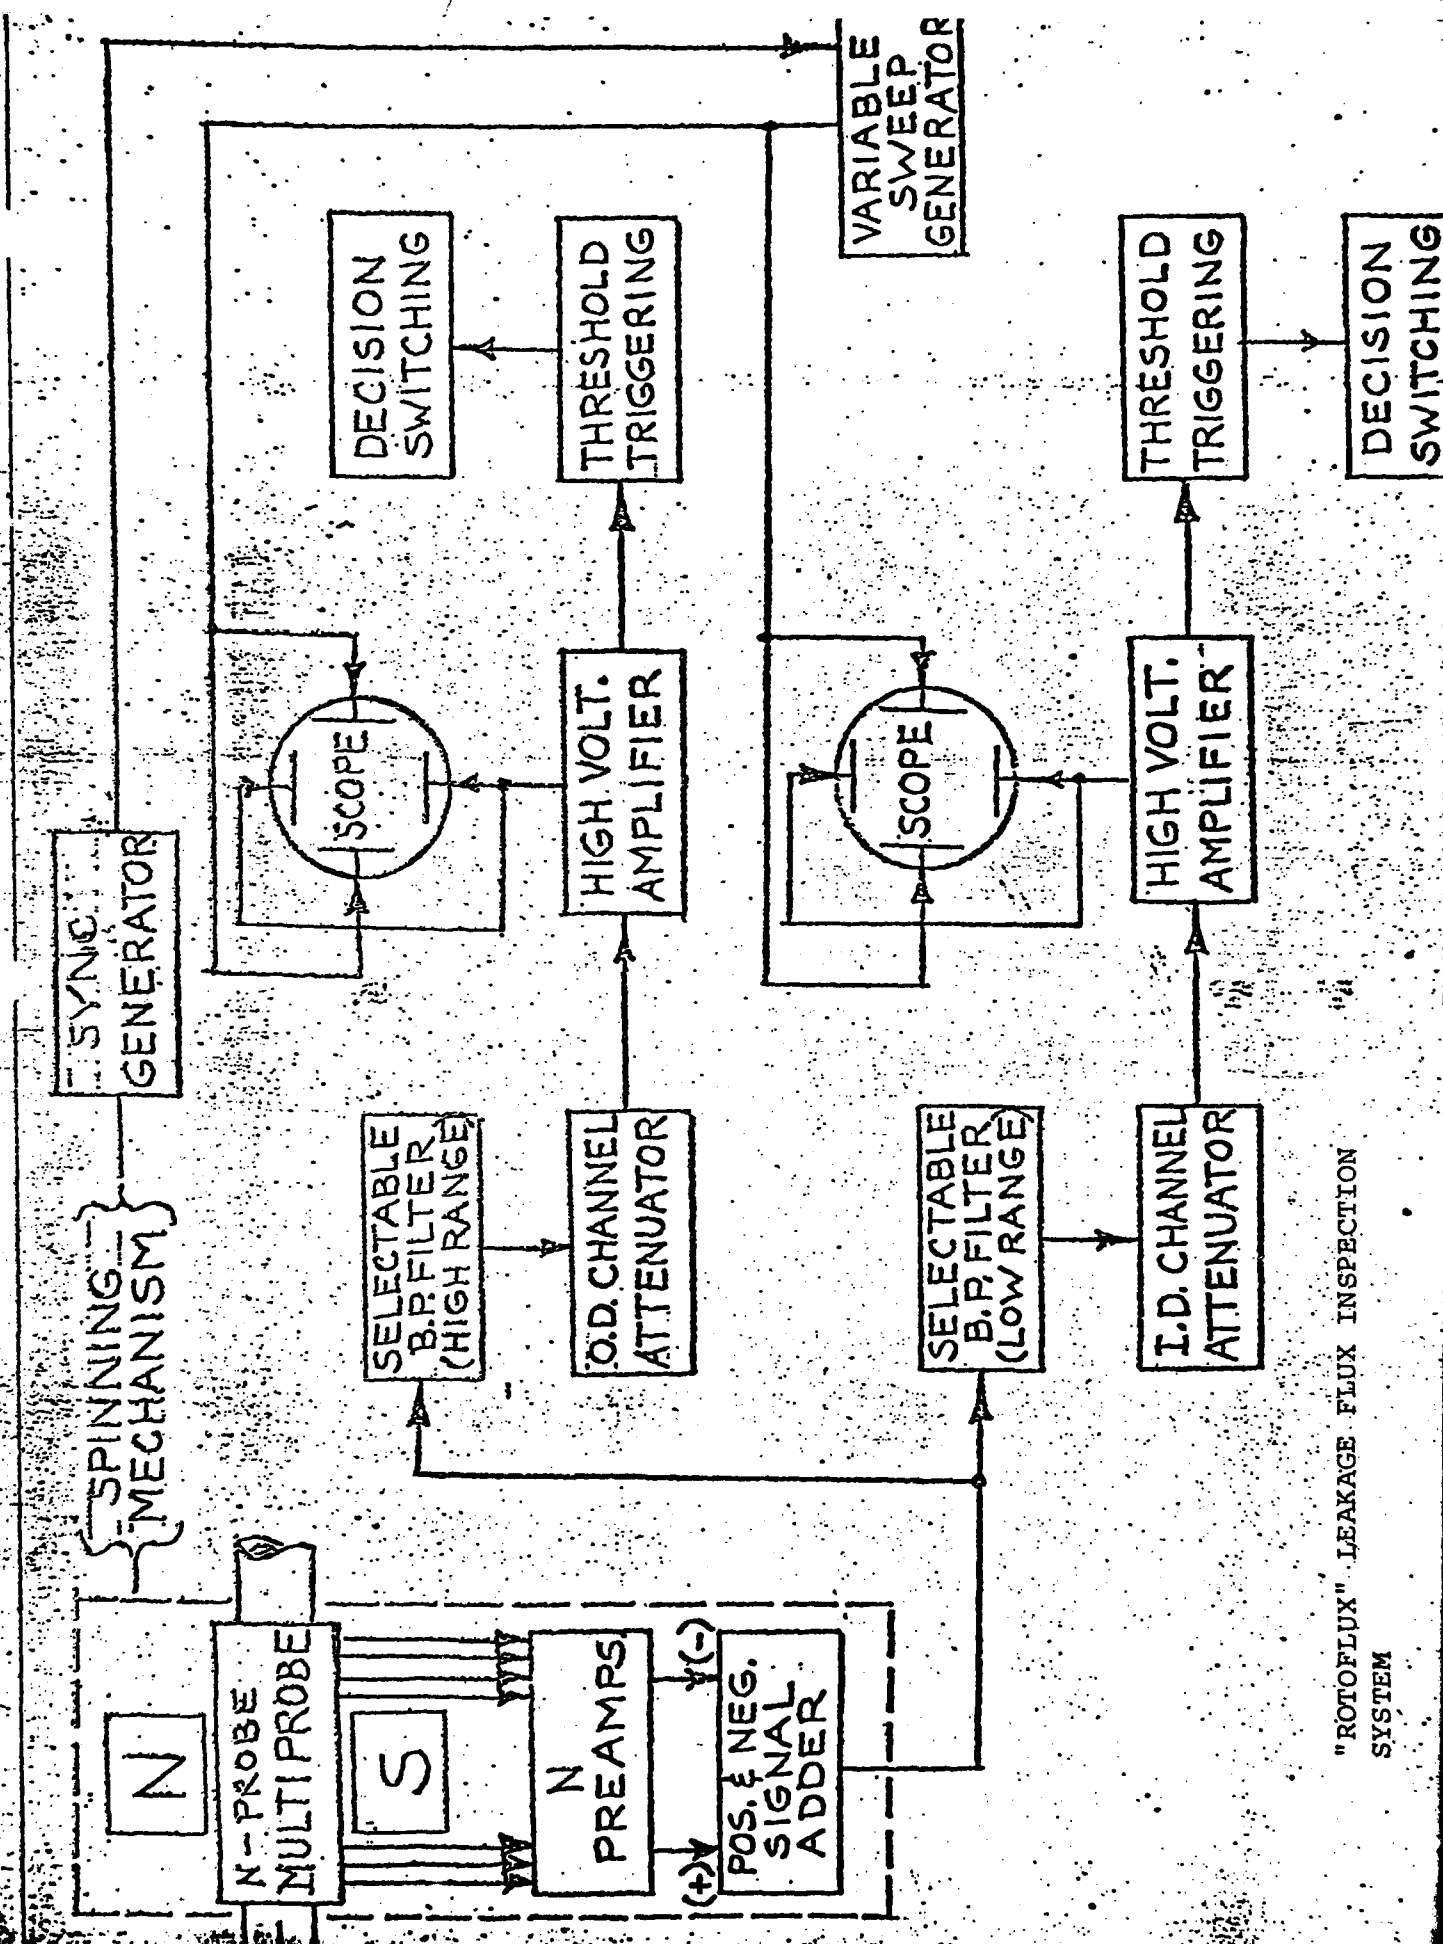 SPINNING
MECHANISM
SYNC.
GENERATOR
N
N-PROBE
MULTIPROBE
S
N
PREAMPS.
(+)
(-)
POS. & NEG.
SIGNAL
ADDER
SELECTABLE
B.P. FILTER
(HIGH RANGE)
O.D. CHANNEL
ATTENUATOR
SCOPE
HIGH VOLT.
AMPLIFIER
DECISION
SWITCHING
THRESHOLD
TRIGGERING
VARIABLE
SWEEP
GENERATOR
SELECTABLE
B.P. FILTER
(LOW RANGE)
I.D. CHANNEL
ATTENUATOR
SCOPE
HIGH VOLT.
AMPLIFIER
THRESHOLD
TRIGGERING
DECISION
SWITCHING
"ROTOFLUX" LEAKAGE FLUX INSPECTION
SYSTEM